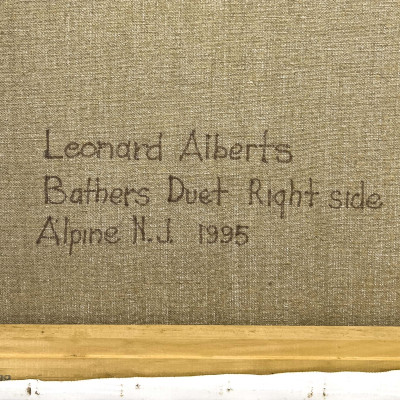 Leonard Alberts
Bathers Duet Right side
Alpine N.J. 1995